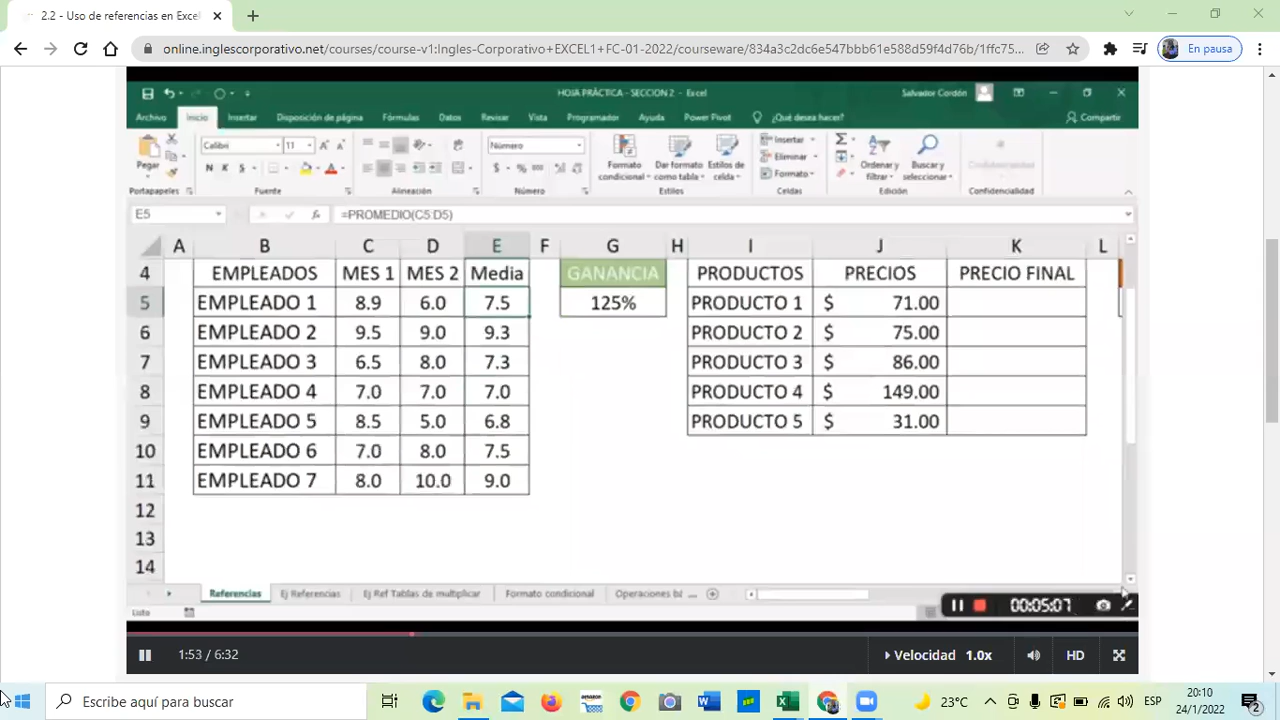 2.2 - Uso de referencias en Exce
online.inglescorporativo.net/courses/course-v1:Ingles-Corporativo+EXCEL1+FC-01-2022/courseware/834a3c2dc6e547bbb61e588d59f4d76b/1ffc75...
En pausa
HOJA PRÁCTICA - SECCION 2 - Excel
Salvador Cordón
Archivo Inicio Insertar Disposición de página Fórmulas Datos Revisar Vista Programador Ayuda Power Pivot ¿Qué desea hacer? Compartir
Pegar
Calibri 11
N K S
Número
$ % 000
Formato condicional Dar formato como tabla Estilos de celda
Insertar
Eliminar
Formato
Ordenar y filtrar Buscar y seleccionar
Confidencialidad
Portapapeles Fuente Alineación Número Estilos Celdas Edición Confidencialidad
E5 fx =PROMEDIO(C5:D5)
A B C D E F G H I J K L
4 EMPLEADOS MES 1 MES 2 Media GANANCIA PRODUCTOS PRECIOS PRECIO FINAL
5 EMPLEADO 1 8.9 6.0 7.5 125% PRODUCTO 1 $ 71.00
6 EMPLEADO 2 9.5 9.0 9.3 PRODUCTO 2 $ 75.00
7 EMPLEADO 3 6.5 8.0 7.3 PRODUCTO 3 $ 86.00
8 EMPLEADO 4 7.0 7.0 7.0 PRODUCTO 4 $ 149.00
9 EMPLEADO 5 8.5 5.0 6.8 PRODUCTO 5 $ 31.00
10 EMPLEADO 6 7.0 8.0 7.5
11 EMPLEADO 7 8.0 10.0 9.0
12
13
14
Referencias Ej Referencias Ej Ref Tablas de multiplicar Formato condicional Operaciones bá ...
Listo
00:05:07
1:53 / 6:32
Velocidad 1.0x HD
Escribe aquí para buscar
amazon
23°C
ESP
20:10
24/1/2022
2